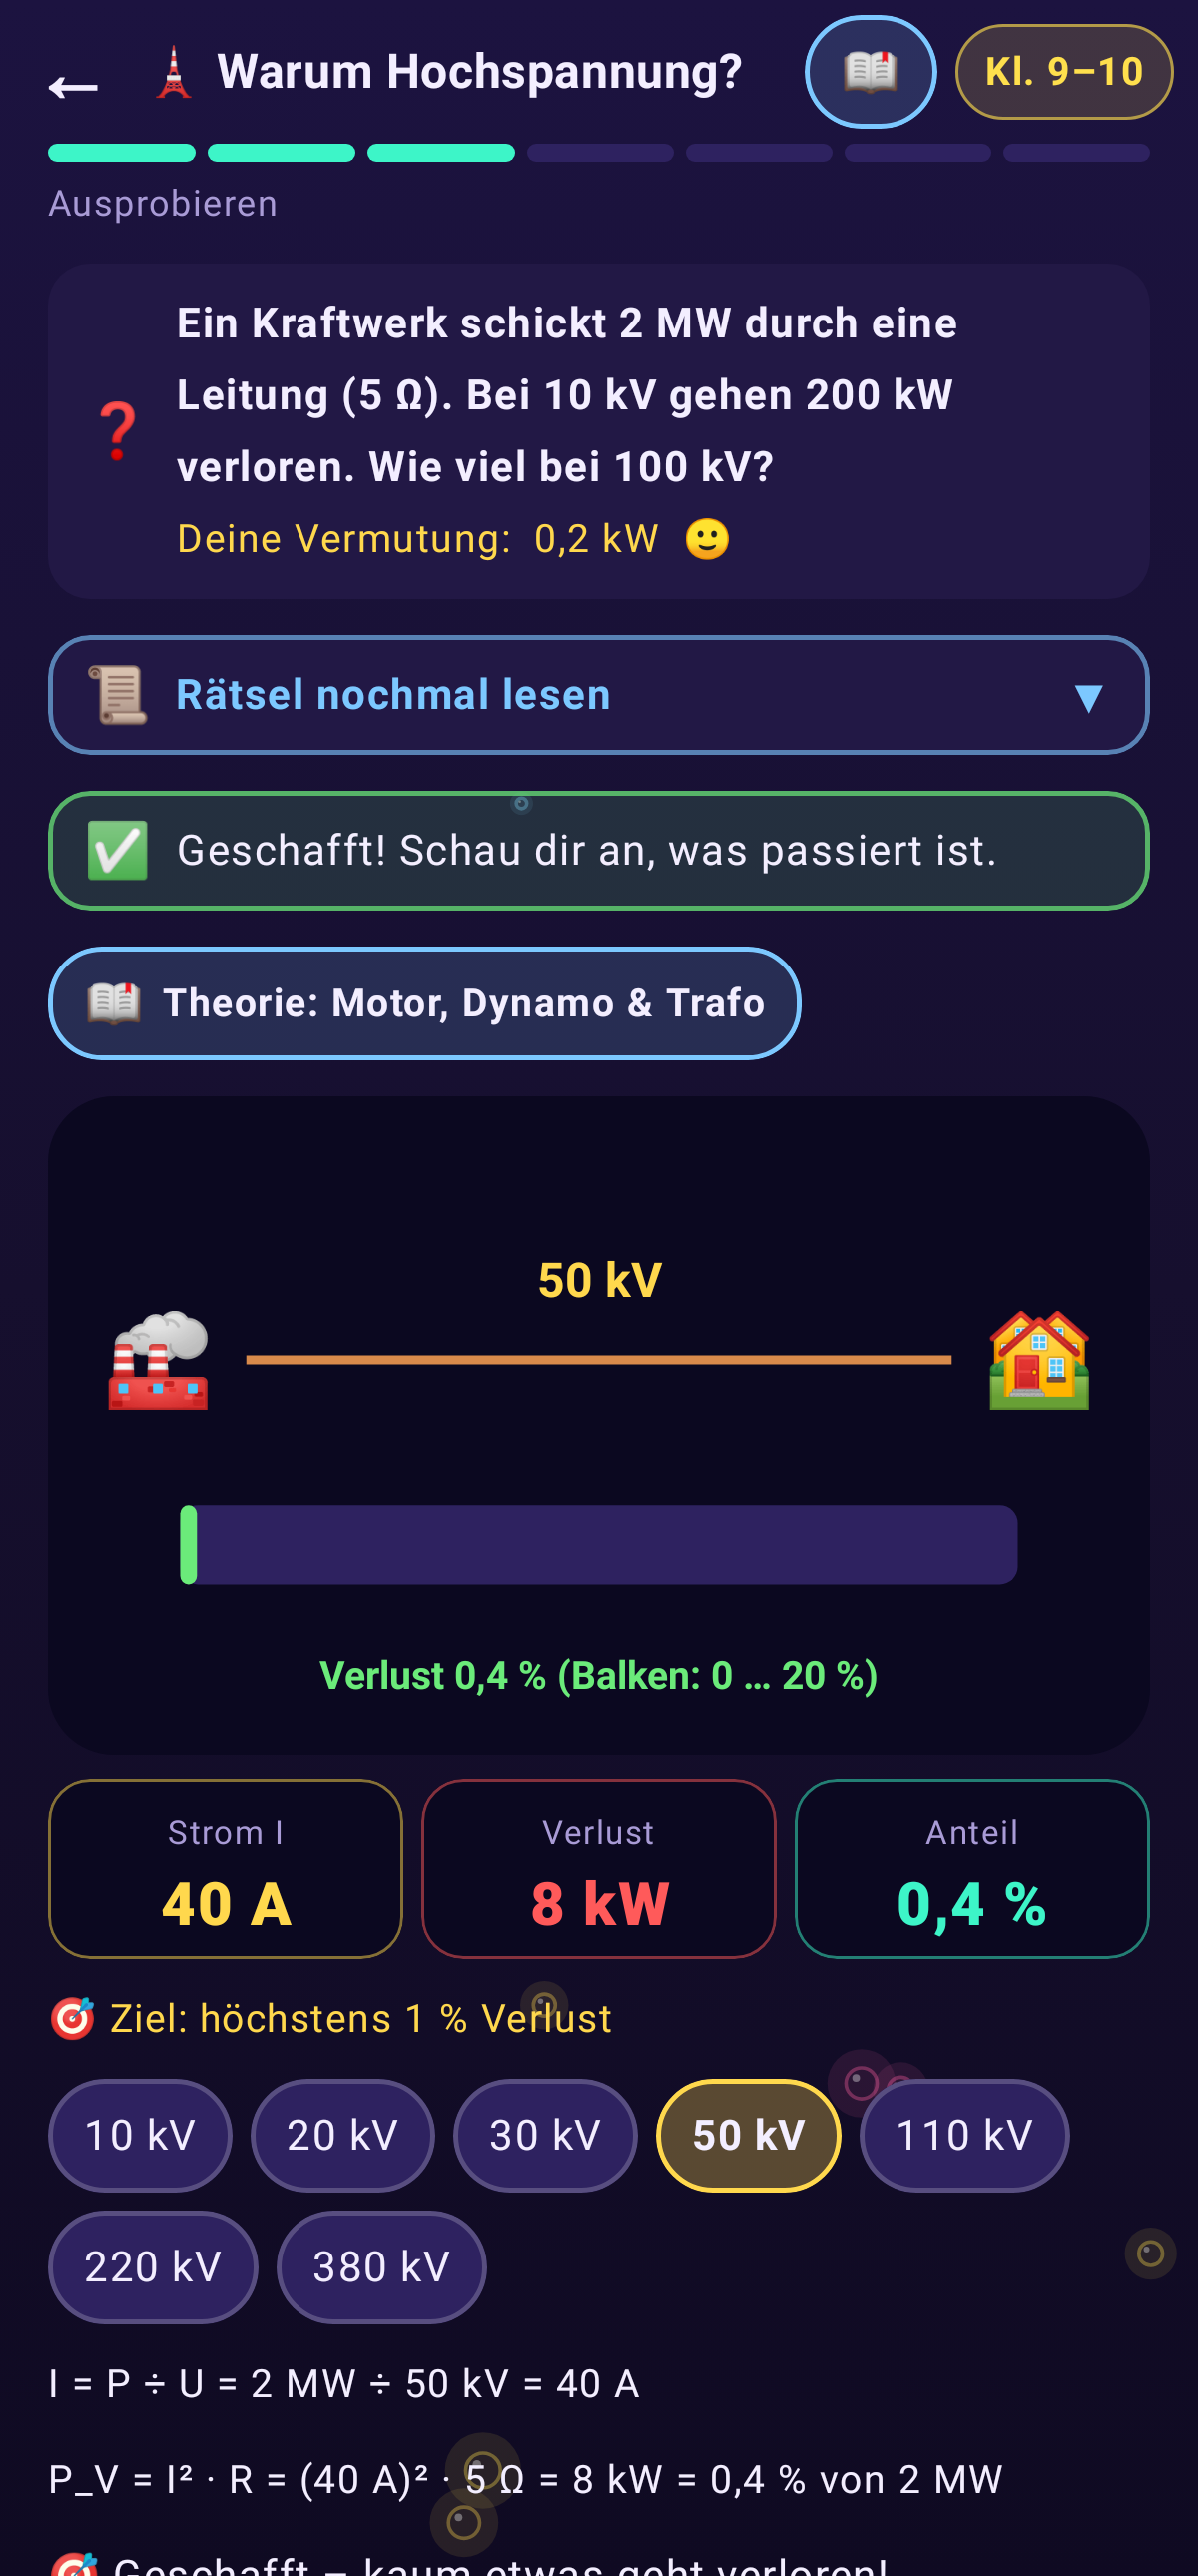 ← Warum Hochspannung? Kl. 9–10
Ausprobieren
Ein Kraftwerk schickt 2 MW durch eine
Leitung (5 Ω). Bei 10 kV gehen 200 kW
verloren. Wie viel bei 100 kV?
Deine Vermutung: 0,2 kW
Rätsel nochmal lesen ▼
Geschafft! Schau dir an, was passiert ist.
Theorie: Motor, Dynamo & Trafo
50 kV
Verlust 0,4 % (Balken: 0 … 20 %)
Strom I Verlust Anteil
40 A 8 kW 0,4 %
Ziel: höchstens 1 % Verlust
10 kV 20 kV 30 kV 50 kV 110 kV
220 kV 380 kV
I = P ÷ U = 2 MW ÷ 50 kV = 40 A
P_V = I² · R = (40 A)² · 5 Ω = 8 kW = 0,4 % von 2 MW
Geschafft – kaum etwas geht verloren!